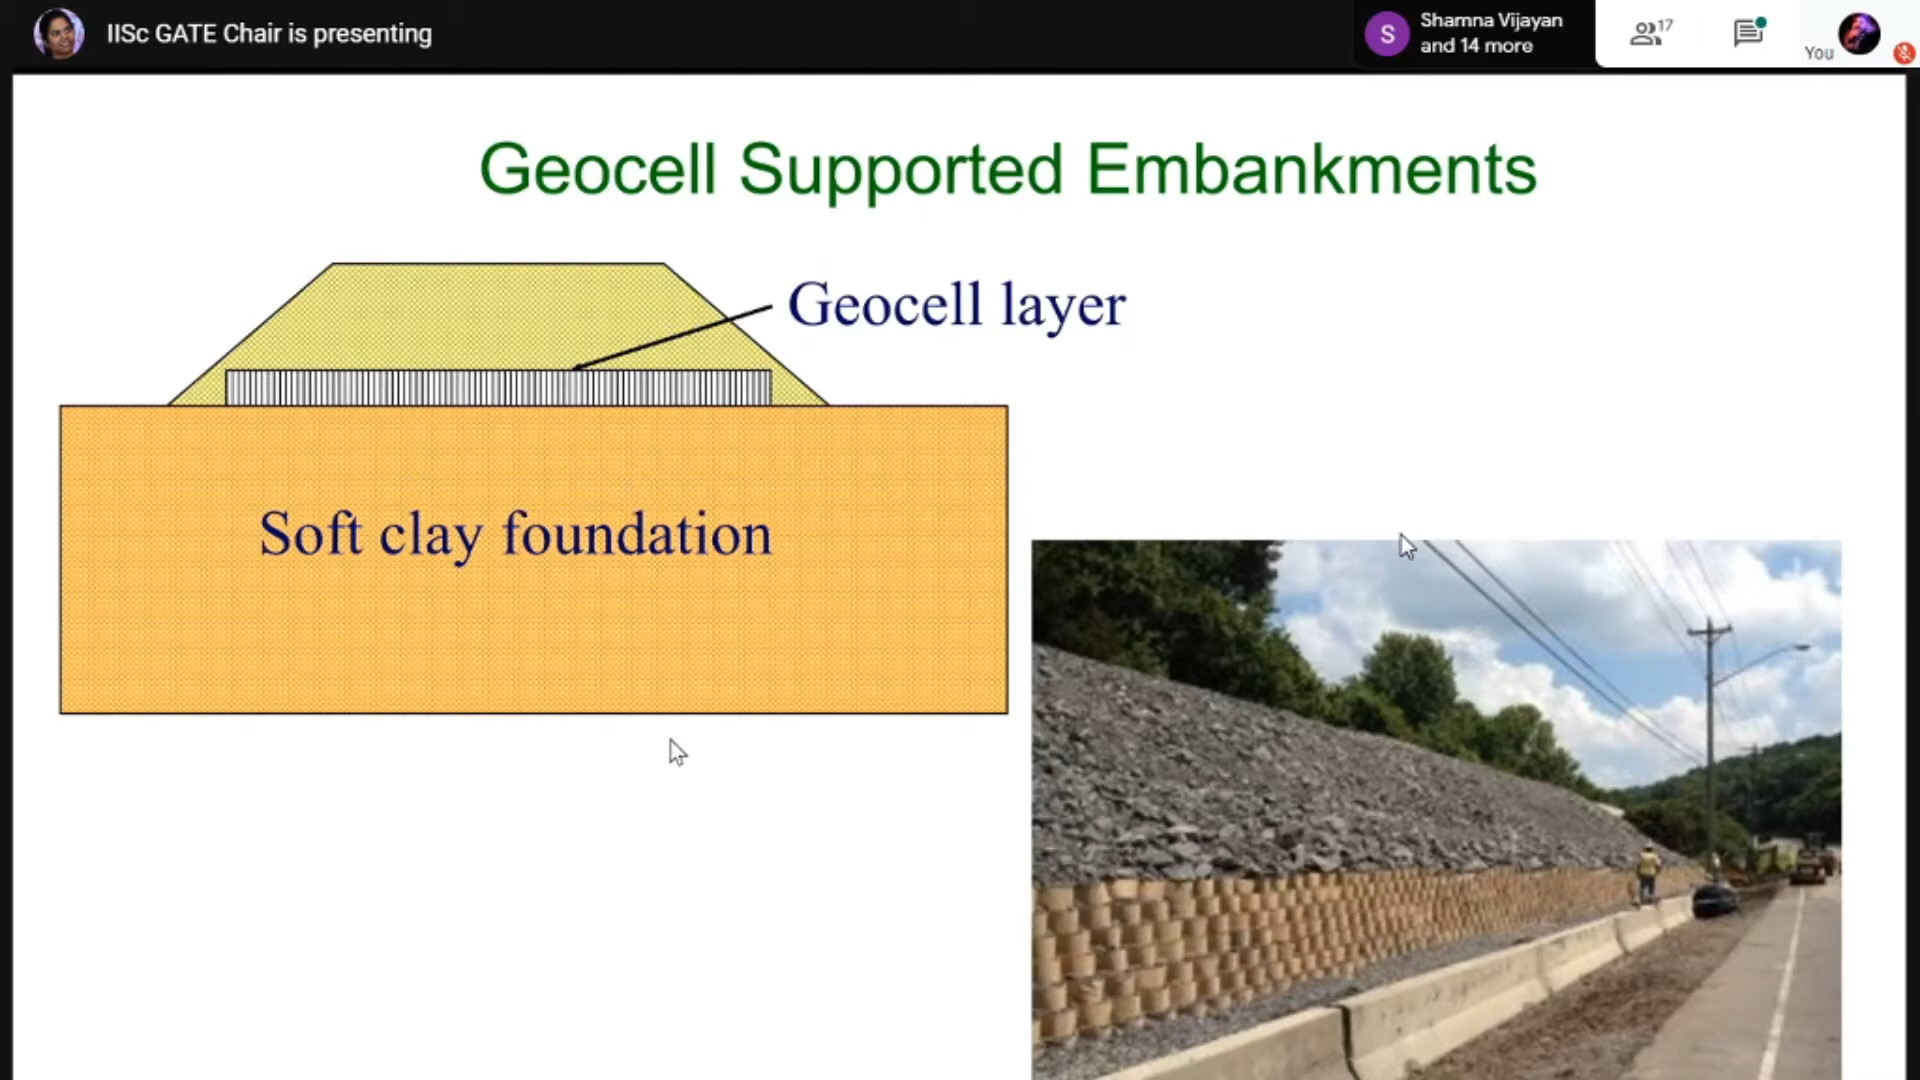 IISc GATE Chair is presenting
S
Shamna Vijayan
and 14 more
17
You
Geocell Supported Embankments
Geocell layer
Soft clay foundation